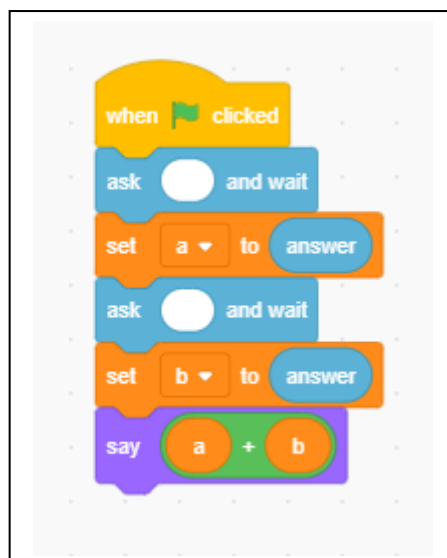 when clicked
ask and wait
set a to answer
ask and wait
set b to answer
say a + b